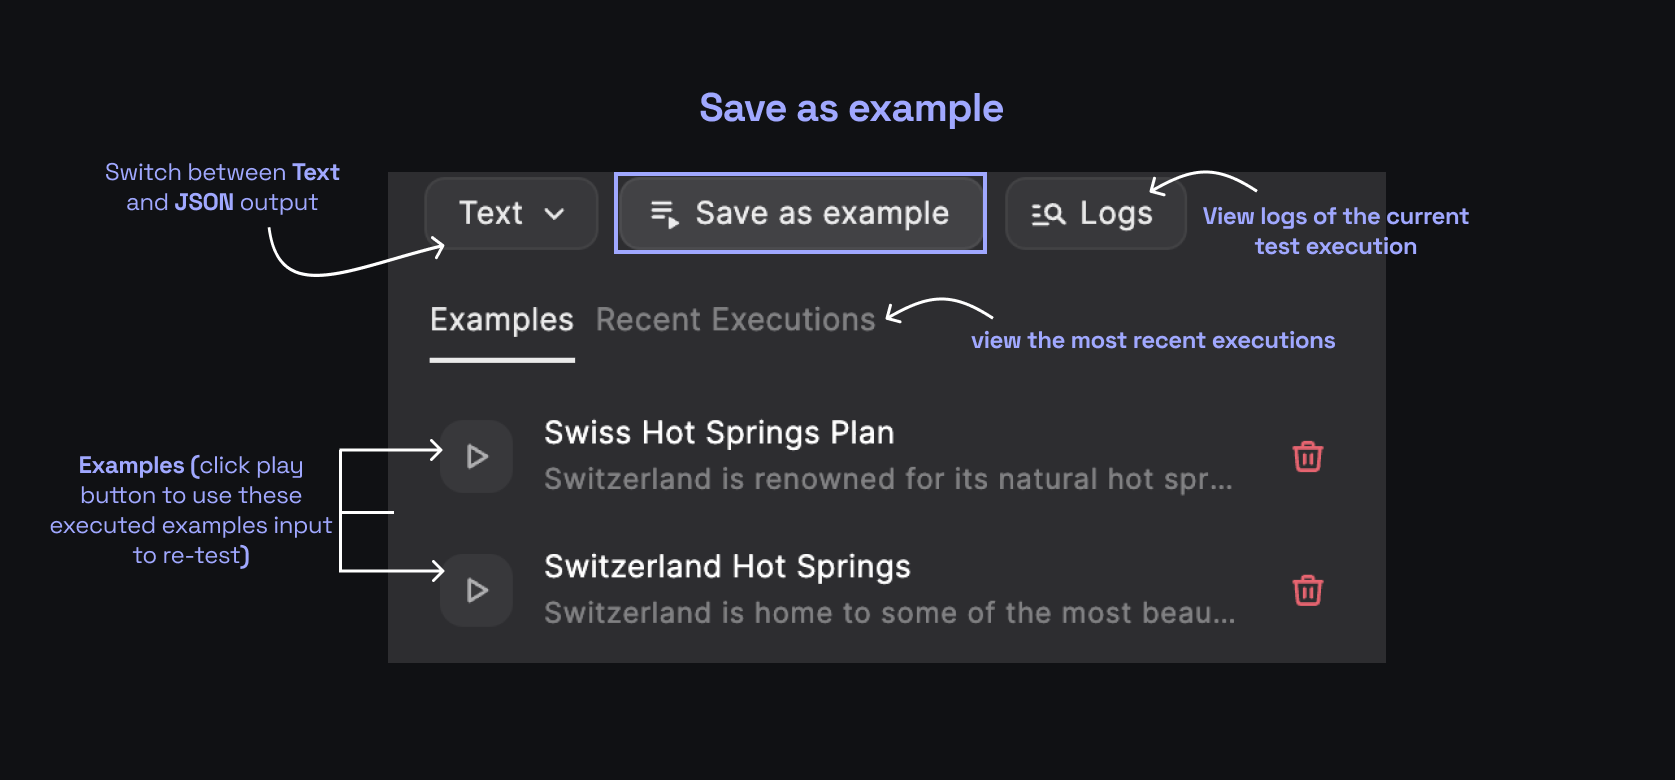 Save as example
Switch between Text
and JSON output
Text
Save as example
Logs
View logs of the current
test execution
Examples
Recent Executions
view the most recent executions
Examples (click play
button to use these
executed examples input
to re-test)
Swiss Hot Springs Plan
Switzerland is renowned for its natural hot spr...
Switzerland Hot Springs
Switzerland is home to some of the most beau...